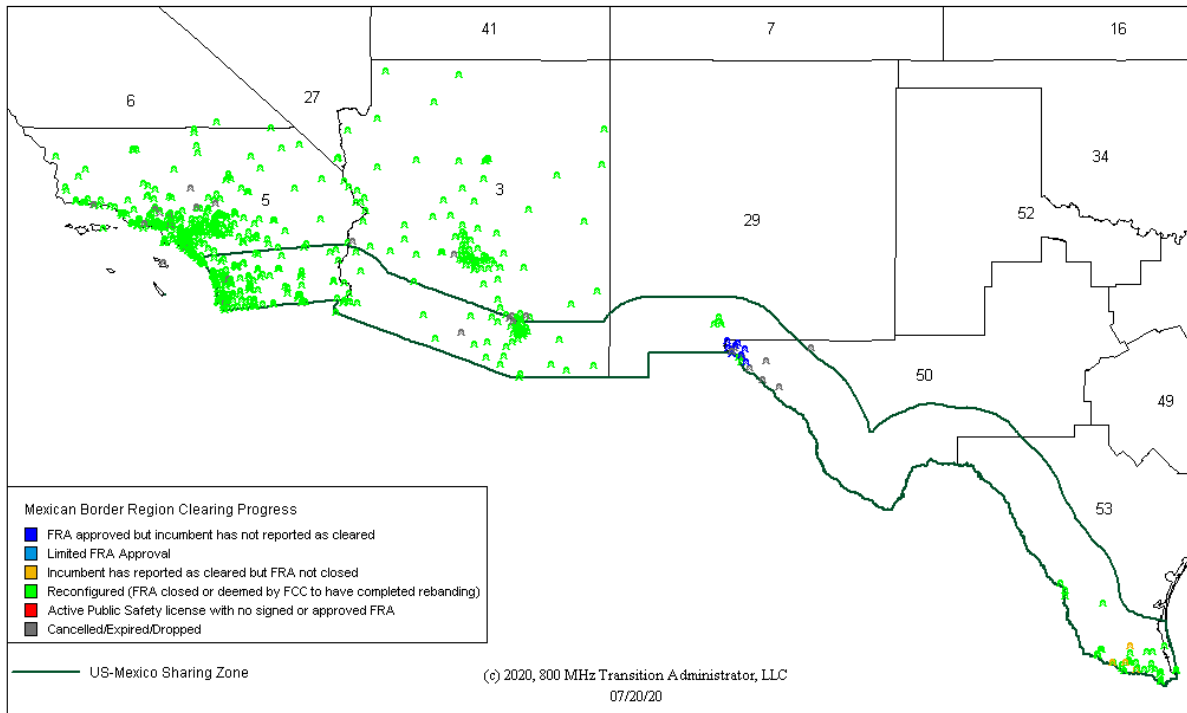 41
7
16
6
27
34
3
5
52
29
50
49
53
Mexican Border Region Clearing Progress
FRA approved but incumbent has not reported as cleared
Limited FRA Approval
Incumbent has reported as cleared but FRA not closed
Reconfigured (FRA closed or deemed by FCC to have completed rebanding)
Active Public Safety license with no signed or approved FRA
Cancelled/Expired/Dropped
US-Mexico Sharing Zone
(c) 2020, 800 MHz Transition Administrator, LLC
07/20/20